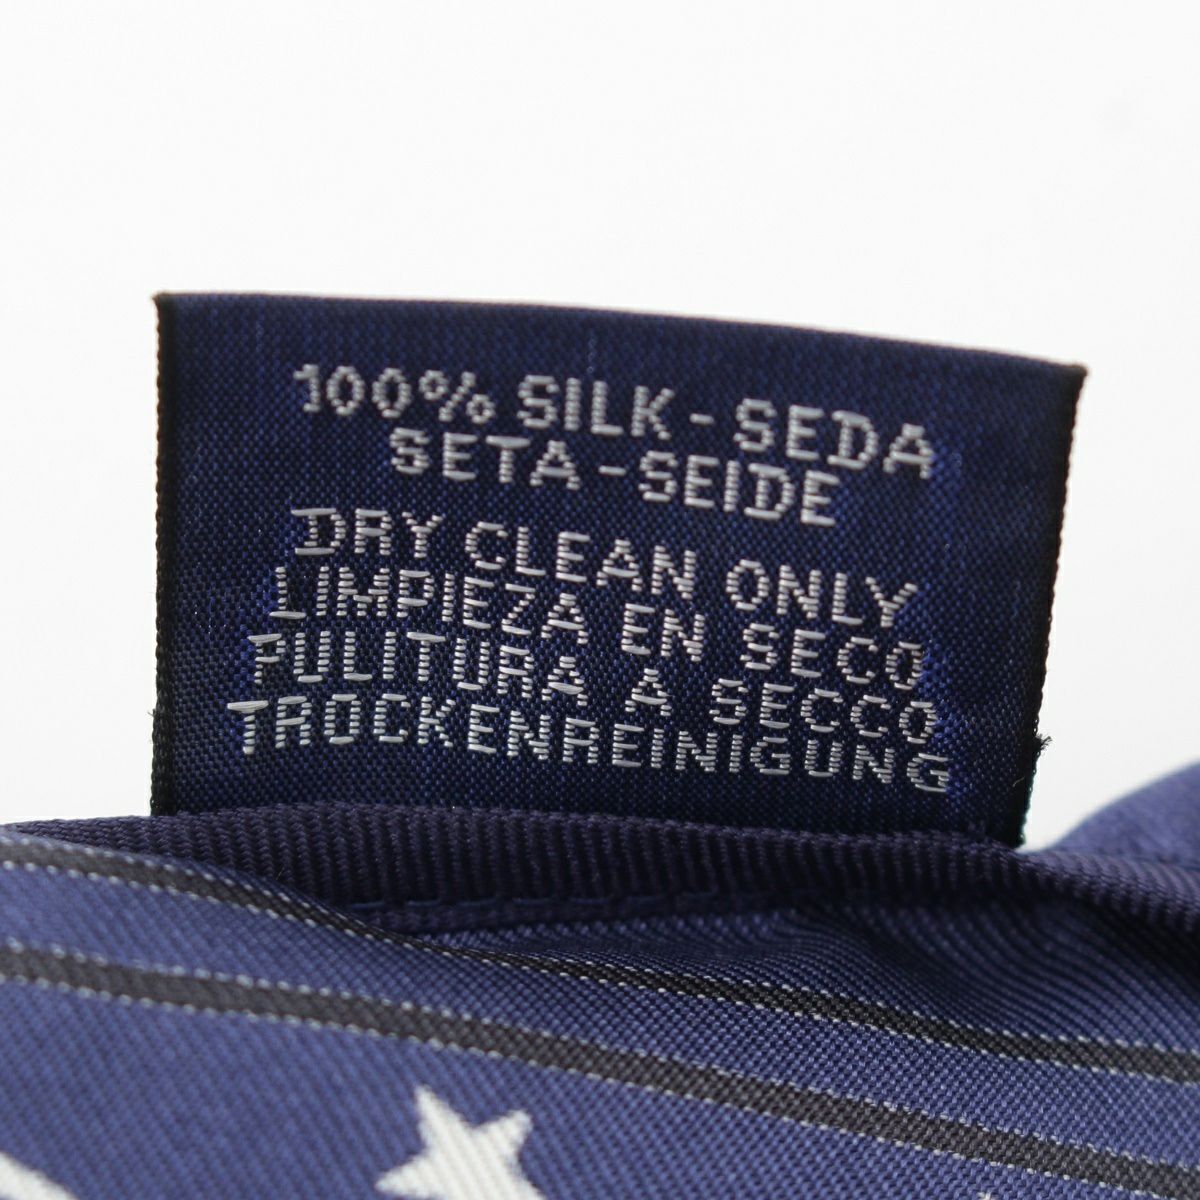 100% SILK - SEDA
SETA - SEIDE
DRY CLEAN ONLY
LIMPIEZA EN SECO
PULITURA A SECCO
TROCKENREINIGUNG